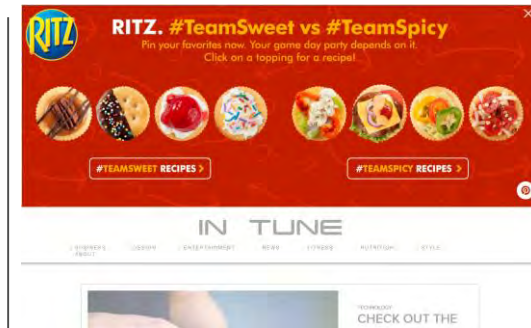 RITZ
RITZ. #TeamSweet vs #TeamSpicy
Pin your favorites now. Your game day party depends on it.
Click on a topping for a recipe!
#TEAMSWEET RECIPES >
#TEAMSPICY RECIPES >
IN TUNE
ENTERTAINMENT NEWS FITNESS NUTRITION STYLE
ABOUT
TECHNOLOGY
CHECK OUT THE